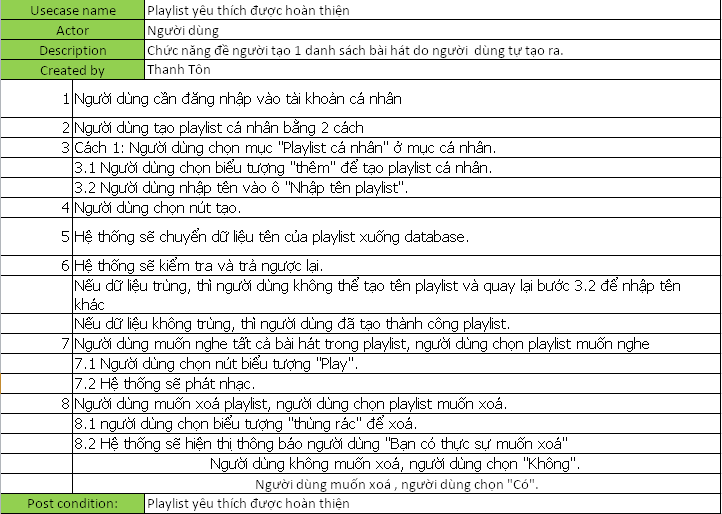 Usecase name Playlist yêu thích được hoàn thiện
Actor Người dùng
Description Chức năng đề người tạo 1 danh sách bài hát do người dùng tự tạo ra.
Created by Thanh Tôn
1 Người dùng cần đăng nhập vào tài khoản cá nhân
2 Người dùng tạo playlist cá nhân bằng 2 cách
3 Cách 1: Người dùng chọn mục "Playlist cá nhân" ở mục cá nhân.
3.1 Người dùng chọn biểu tượng "thêm" để tạo playlist cá nhân.
3.2 Người dùng nhập tên vào ô "Nhập tên playlist".
4 Người dùng chọn nút tạo.
5 Hệ thống sẽ chuyển dữ liệu tên của playlist xuống database.
6 Hệ thống sẽ kiểm tra và trả ngược lại.
Nếu dữ liệu trùng, thì người dùng không thể tạo tên playlist và quay lại bước 3.2 để nhập tên
khác
Nếu dữ liệu không trùng, thì người dùng đã tạo thành công playlist.
7 Người dùng muốn nghe tất cả bài hát trong playlist, người dùng chọn playlist muốn nghe
7.1 Người dùng chọn nút biểu tượng "Play".
7.2 Hệ thống sẽ phát nhạc.
8 Người dùng muốn xoá playlist, người dùng chọn playlist muốn xoá.
8.1 người dùng chọn biểu tượng "thùng rác" để xoá.
8.2 Hệ thống sẽ hiện thị thông báo người dùng "Bạn có thực sự muốn xoá"
Người dùng không muốn xoá, người dùng chọn "Không".
Người dùng muốn xoá , người dùng chọn "Có".
Post condition: Playlist yêu thích được hoàn thiện